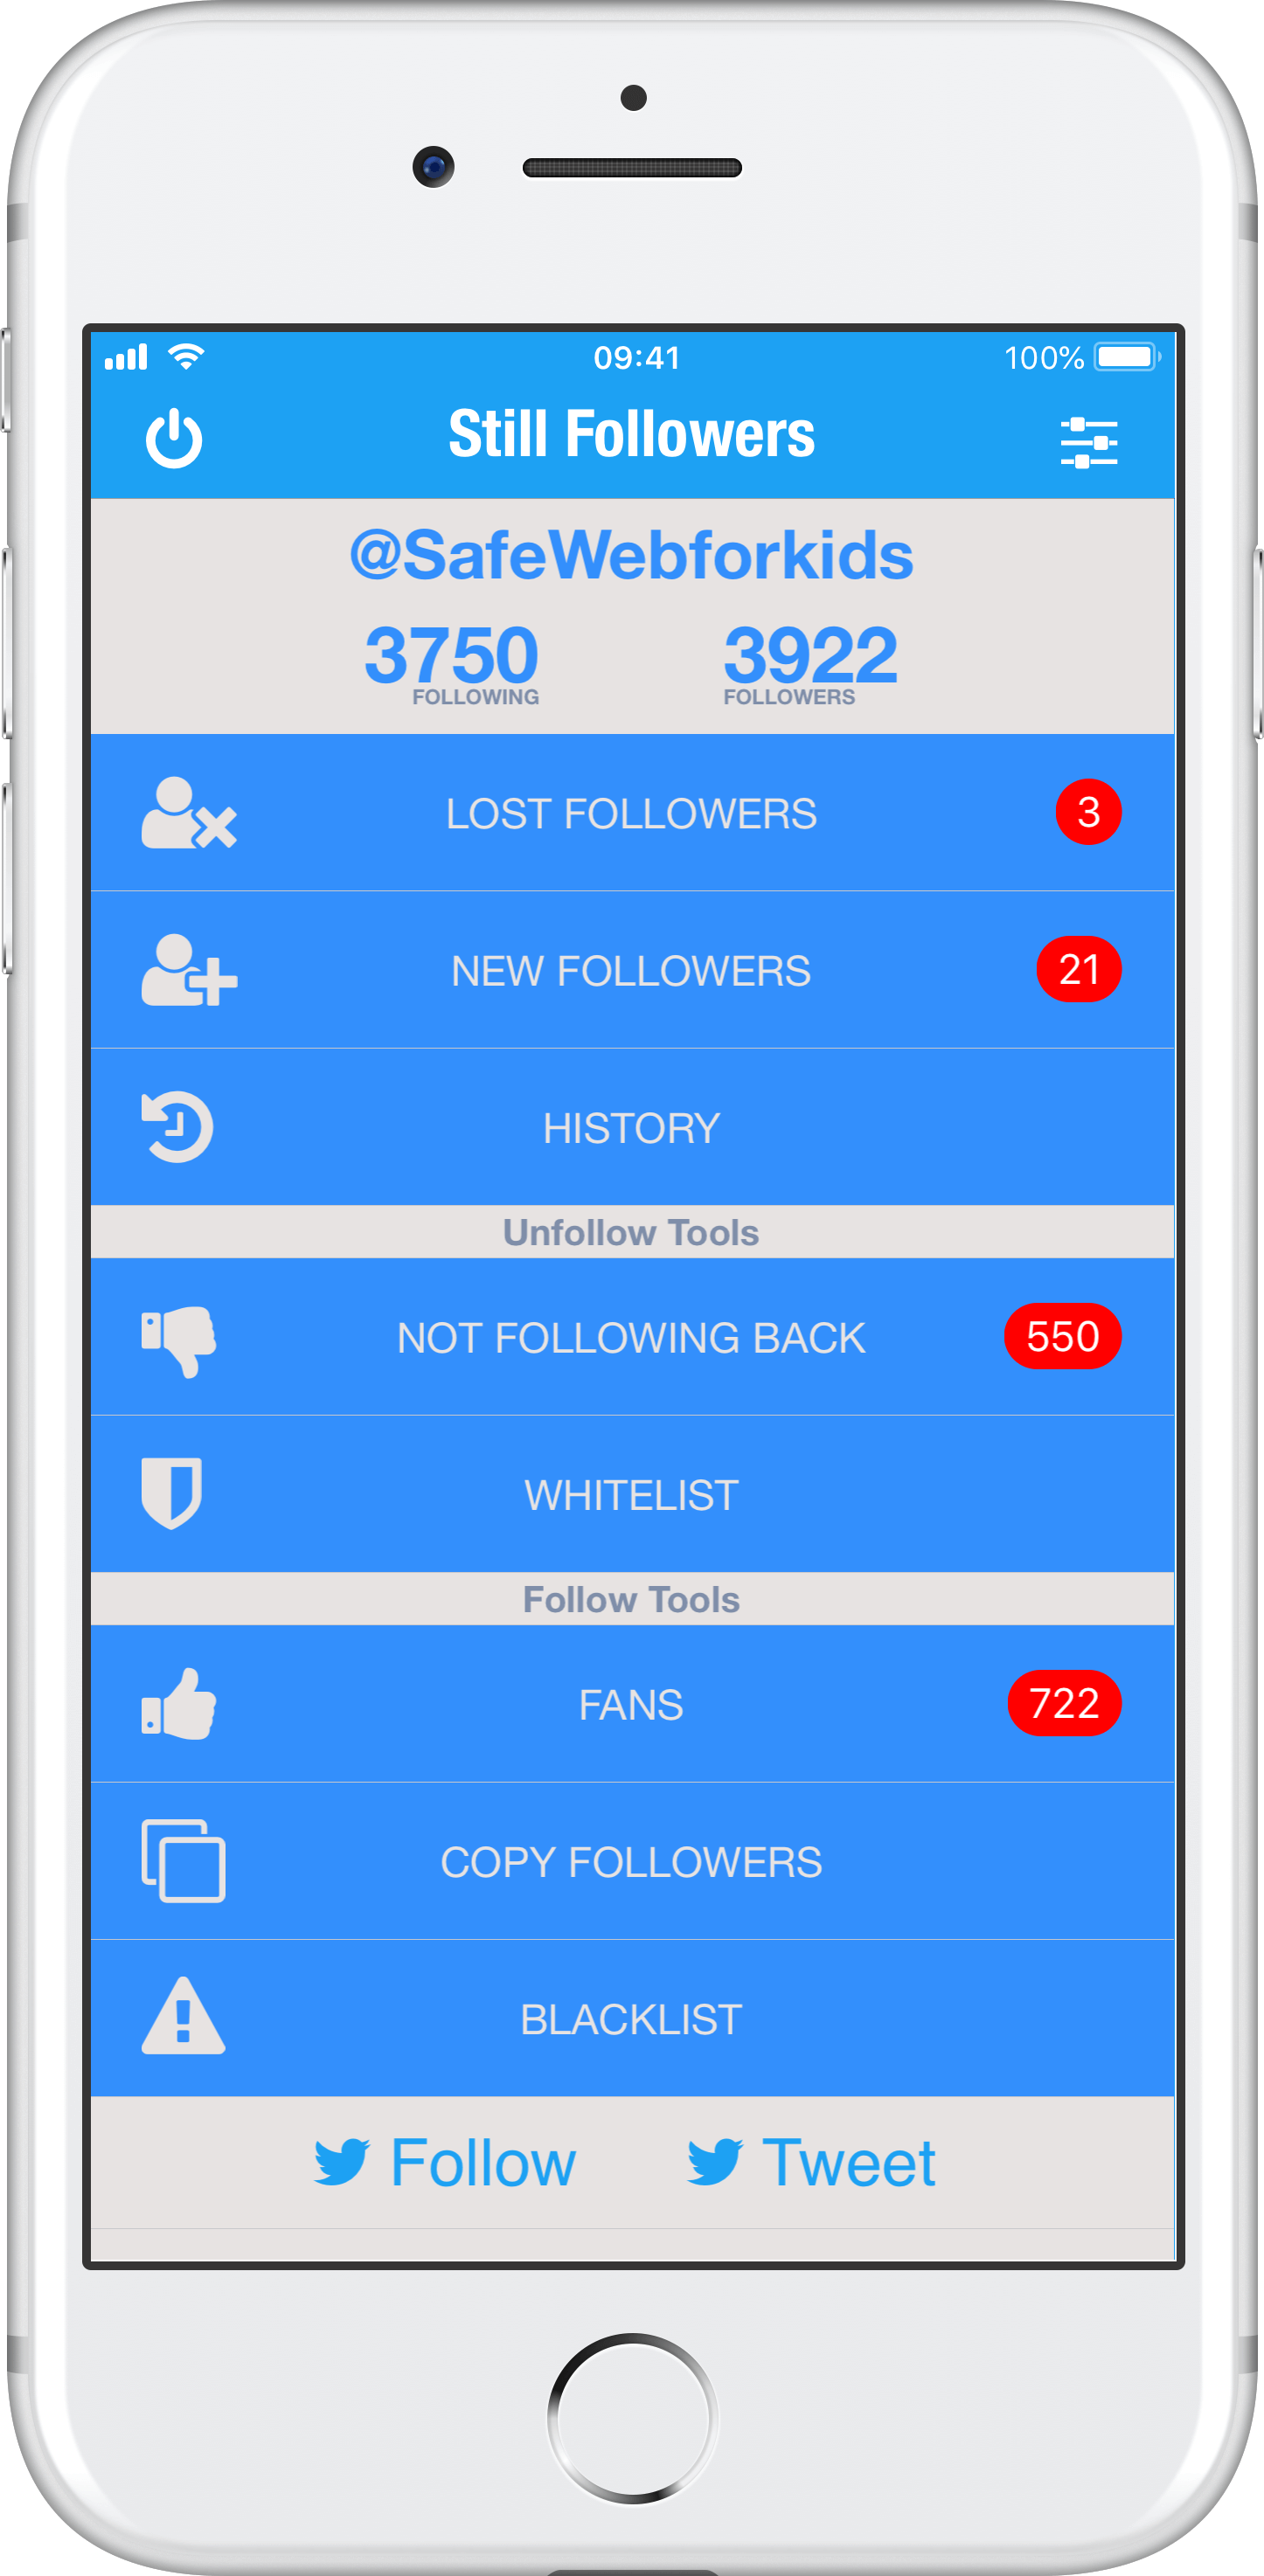 09:41
100%
Still Followers
@SafeWebforkids
3750 3922
FOLLOWING FOLLOWERS
LOST FOLLOWERS 3
NEW FOLLOWERS 21
HISTORY
Unfollow Tools
NOT FOLLOWING BACK 550
WHITELIST
Follow Tools
FANS 722
COPY FOLLOWERS
BLACKLIST
Follow Tweet